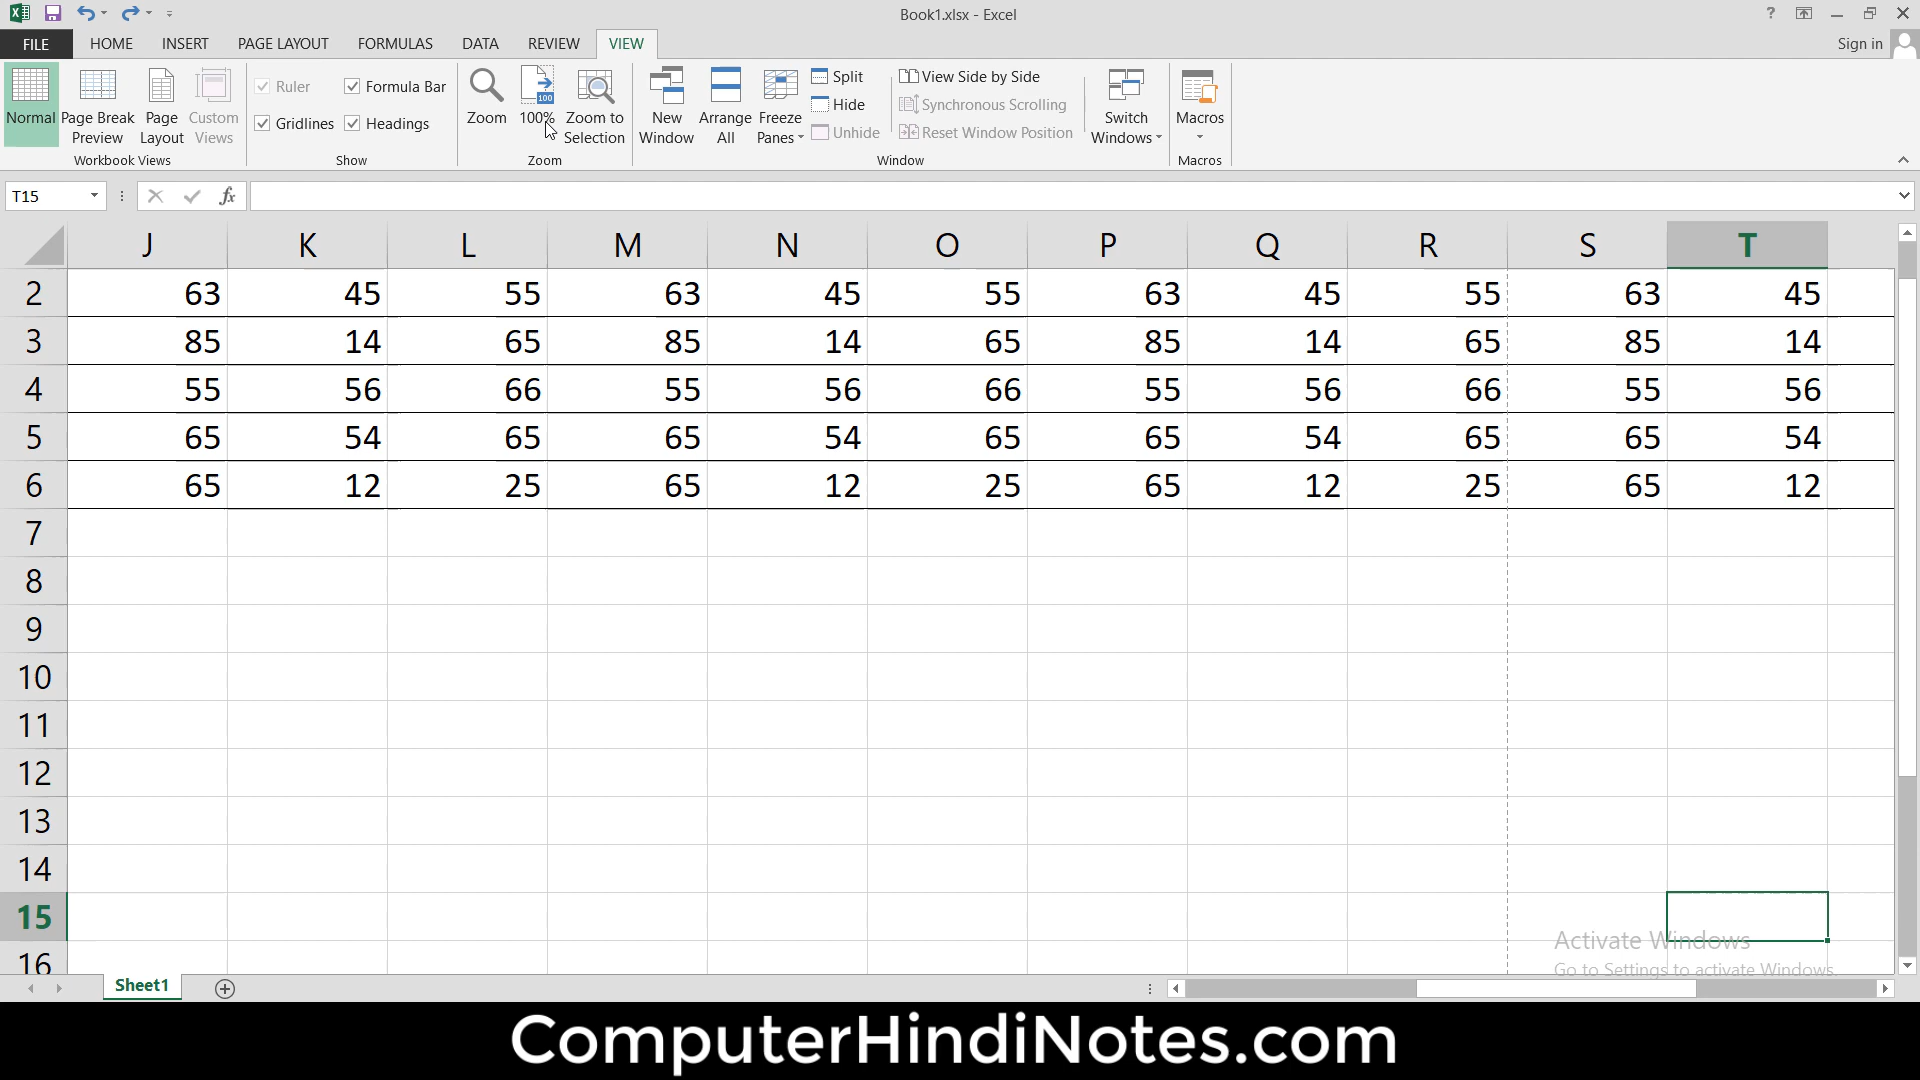 Book1.xlsx - Excel
?
FILE HOME INSERT PAGE LAYOUT FORMULAS DATA REVIEW VIEW Sign in
Normal Page Break Preview Page Layout Custom Views
Workbook Views
Ruler Formula Bar
Gridlines Headings
Show
Zoom 100% Zoom to Selection
100
Zoom
New Window Arrange All Freeze Panes
Split
Hide
Unhide
View Side by Side
Synchronous Scrolling
Reset Window Position
Switch Windows
Window
Macros
Macros
T15 fx
J K L M N O P Q R S T
2 63 45 55 63 45 55 63 45 55 63 45
3 85 14 65 85 14 65 85 14 65 85 14
4 55 56 66 55 56 66 55 56 66 55 56
5 65 54 65 65 54 65 65 54 65 65 54
6 65 12 25 65 12 25 65 12 25 65 12
7
8
9
10
11
12
13
14
15
Activate Windows
16
Go to Settings to activate Windows.
Sheet1
ComputerHindiNotes.com